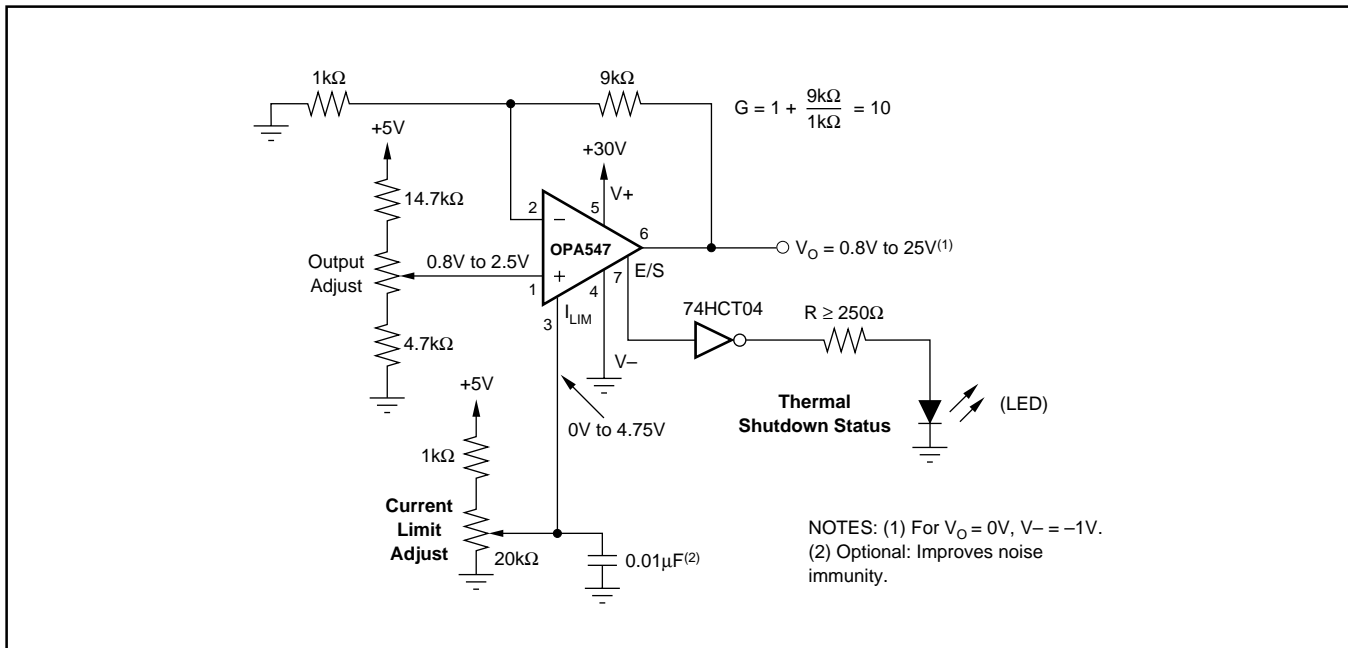 1kΩ
9kΩ
G = 1 + 9kΩ/1kΩ = 10
+5V
+30V
14.7kΩ
V+
2
–
5
6
OPA547
VO = 0.8V to 25V(1)
Output
Adjust
0.8V to 2.5V
+
1
4
7
E/S
ILIM
3
74HCT04
R ≥ 250Ω
4.7kΩ
V–
+5V
0V to 4.75V
Thermal
Shutdown Status
(LED)
1kΩ
Current
Limit
Adjust
20kΩ
0.01µF(2)
NOTES: (1) For VO = 0V, V– = –1V.
(2) Optional: Improves noise
immunity.